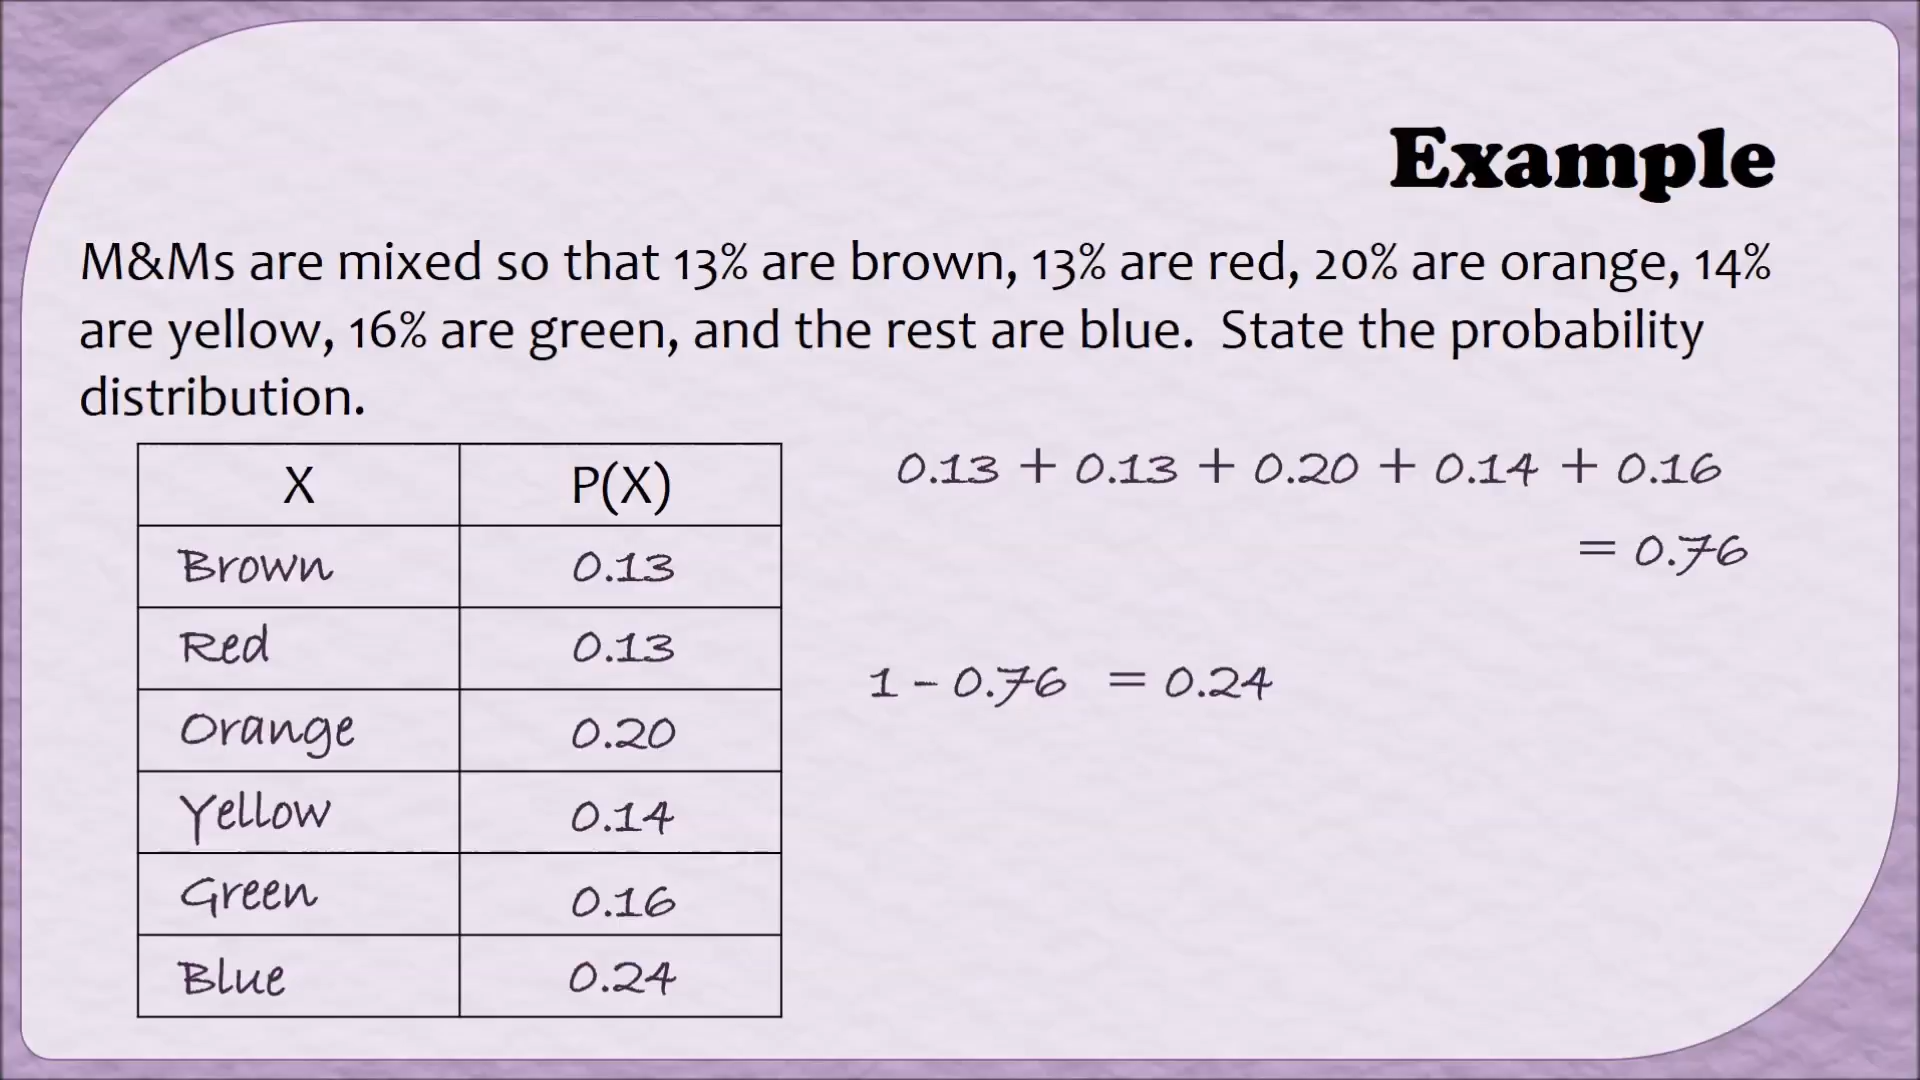 Example
M&Ms are mixed so that 13% are brown, 13% are red, 20% are orange, 14%
are yellow, 16% are green, and the rest are blue. State the probability
distribution.
X P(X)
Brown 0.13
Red 0.13
Orange 0.20
Yellow 0.14
Green 0.16
Blue 0.24
0.13 + 0.13 + 0.20 + 0.14 + 0.16
= 0.76
1 - 0.76 = 0.24